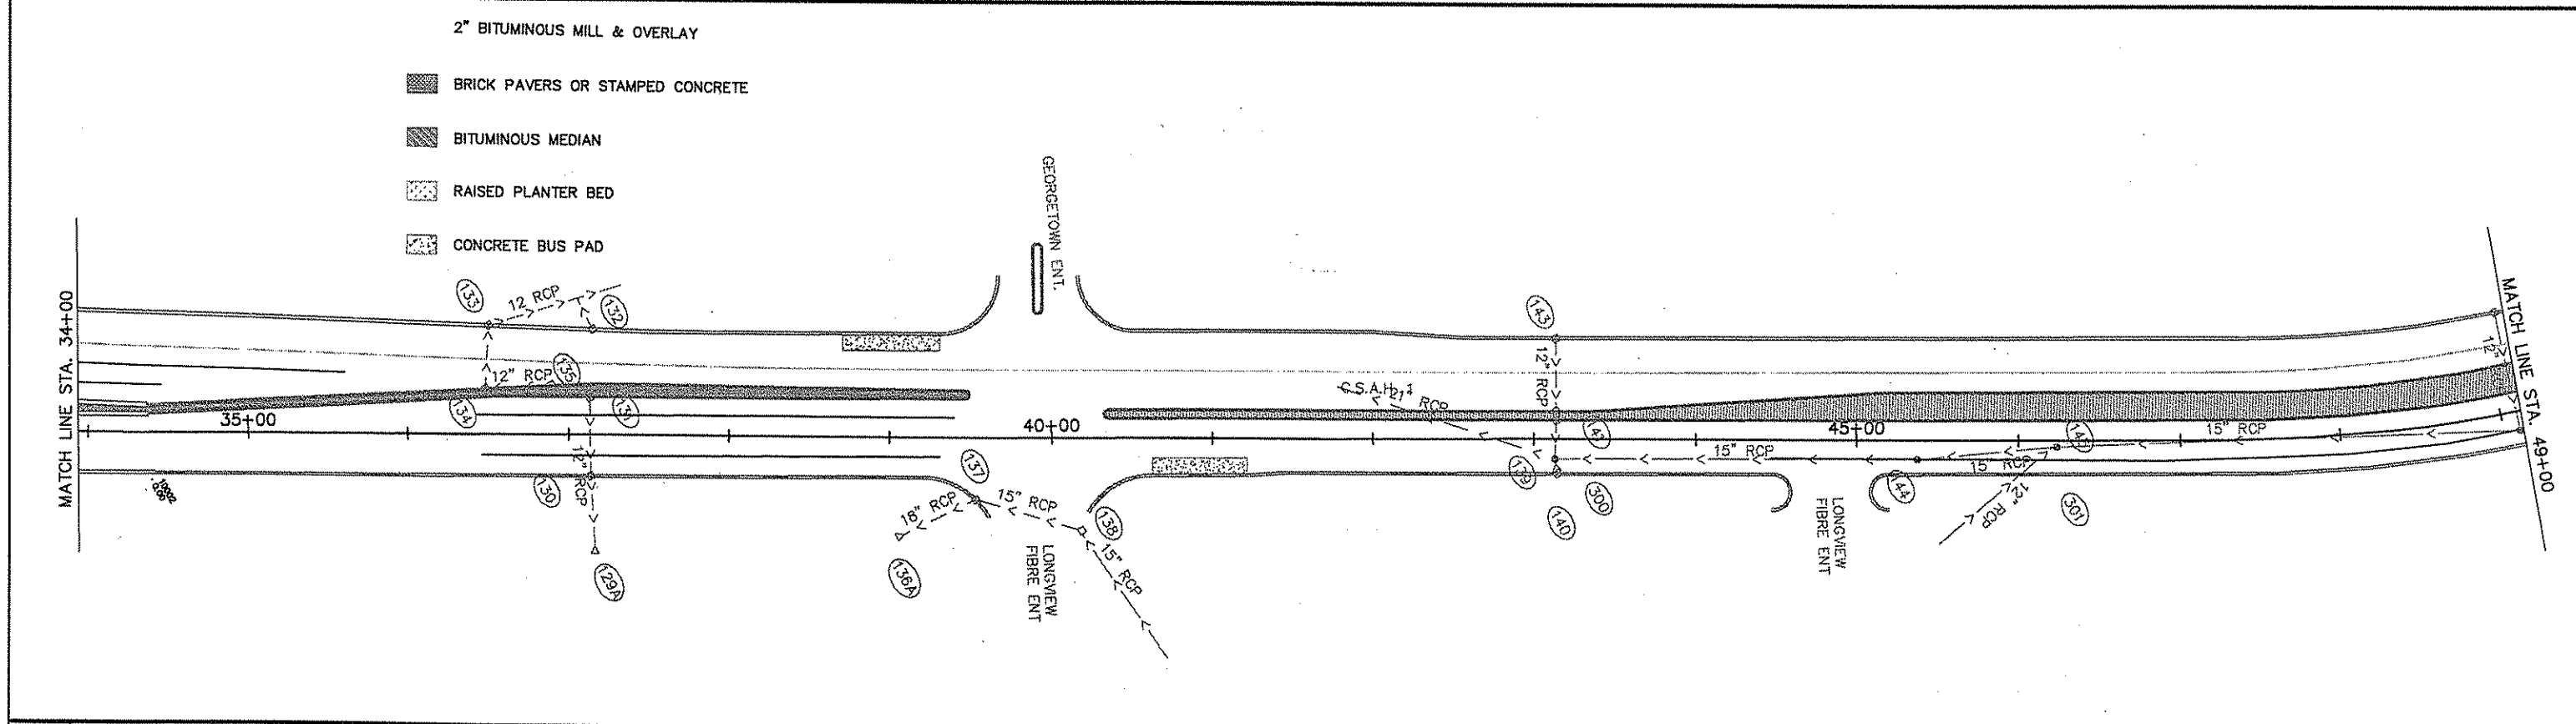 2" BITUMINOUS MILL & OVERLAY
BRICK PAVERS OR STAMPED CONCRETE
BITUMINOUS MEDIAN
RAISED PLANTER BED
CONCRETE BUS PAD
GEORGETOWN ENT.
MATCH LINE STA. 34+00
MATCH LINE STA. 49+00
133
12 RCP
132
143
12" RCP
12"
12" RCP
135
134
131
C.S.A.H.
21" RCP
35+00
40+00
45+00
142
15" RCP
15" RCP
15" RCP
130
12" RCP
137
139
300
140
144
301
12" RCP
18" RCP
15" RCP
138
15" RCP
129A
136A
LONGVIEW
FIBRE ENT
LONGVIEW
FIBRE ENT